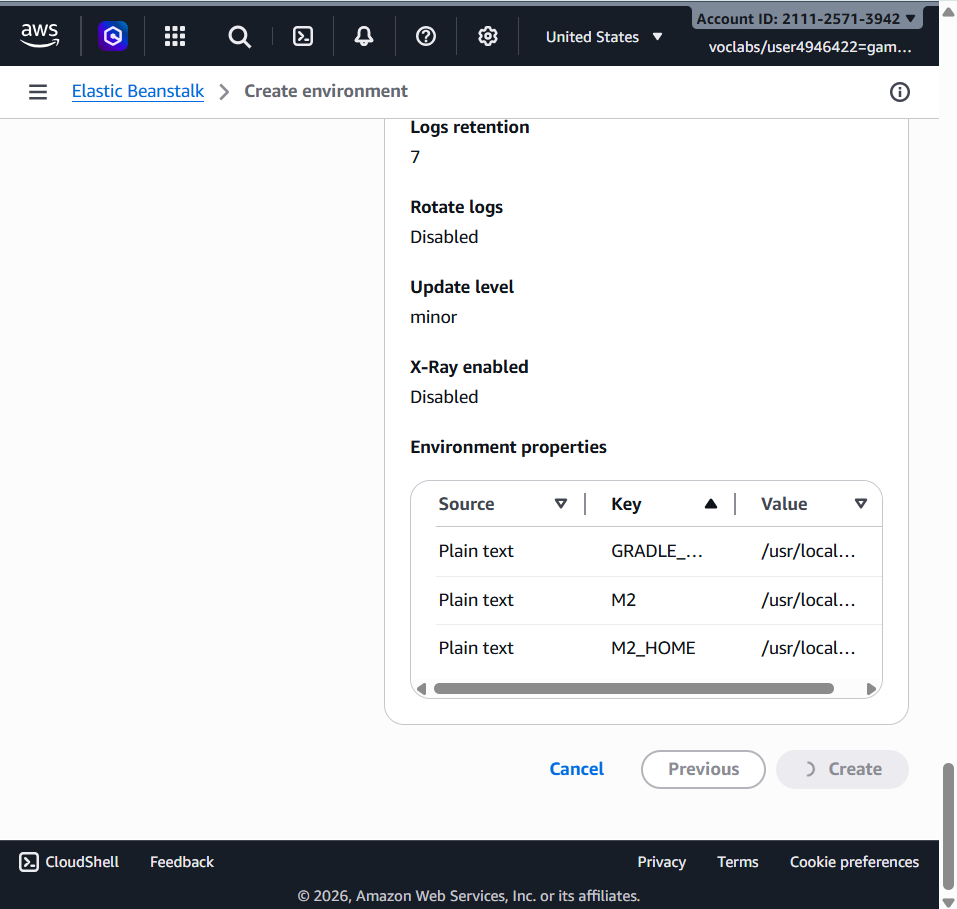 aws
United States
Account ID: 2111-2571-3942
voclabs/user4946422=gam...
Elastic Beanstalk
Create environment
Logs retention
7
Rotate logs
Disabled
Update level
minor
X-Ray enabled
Disabled
Environment properties
Source Key Value
Plain text GRADLE_... /usr/local...
Plain text M2 /usr/local...
Plain text M2_HOME /usr/local...
Cancel Previous Create
CloudShell Feedback Privacy Terms Cookie preferences
© 2026, Amazon Web Services, Inc. or its affiliates.